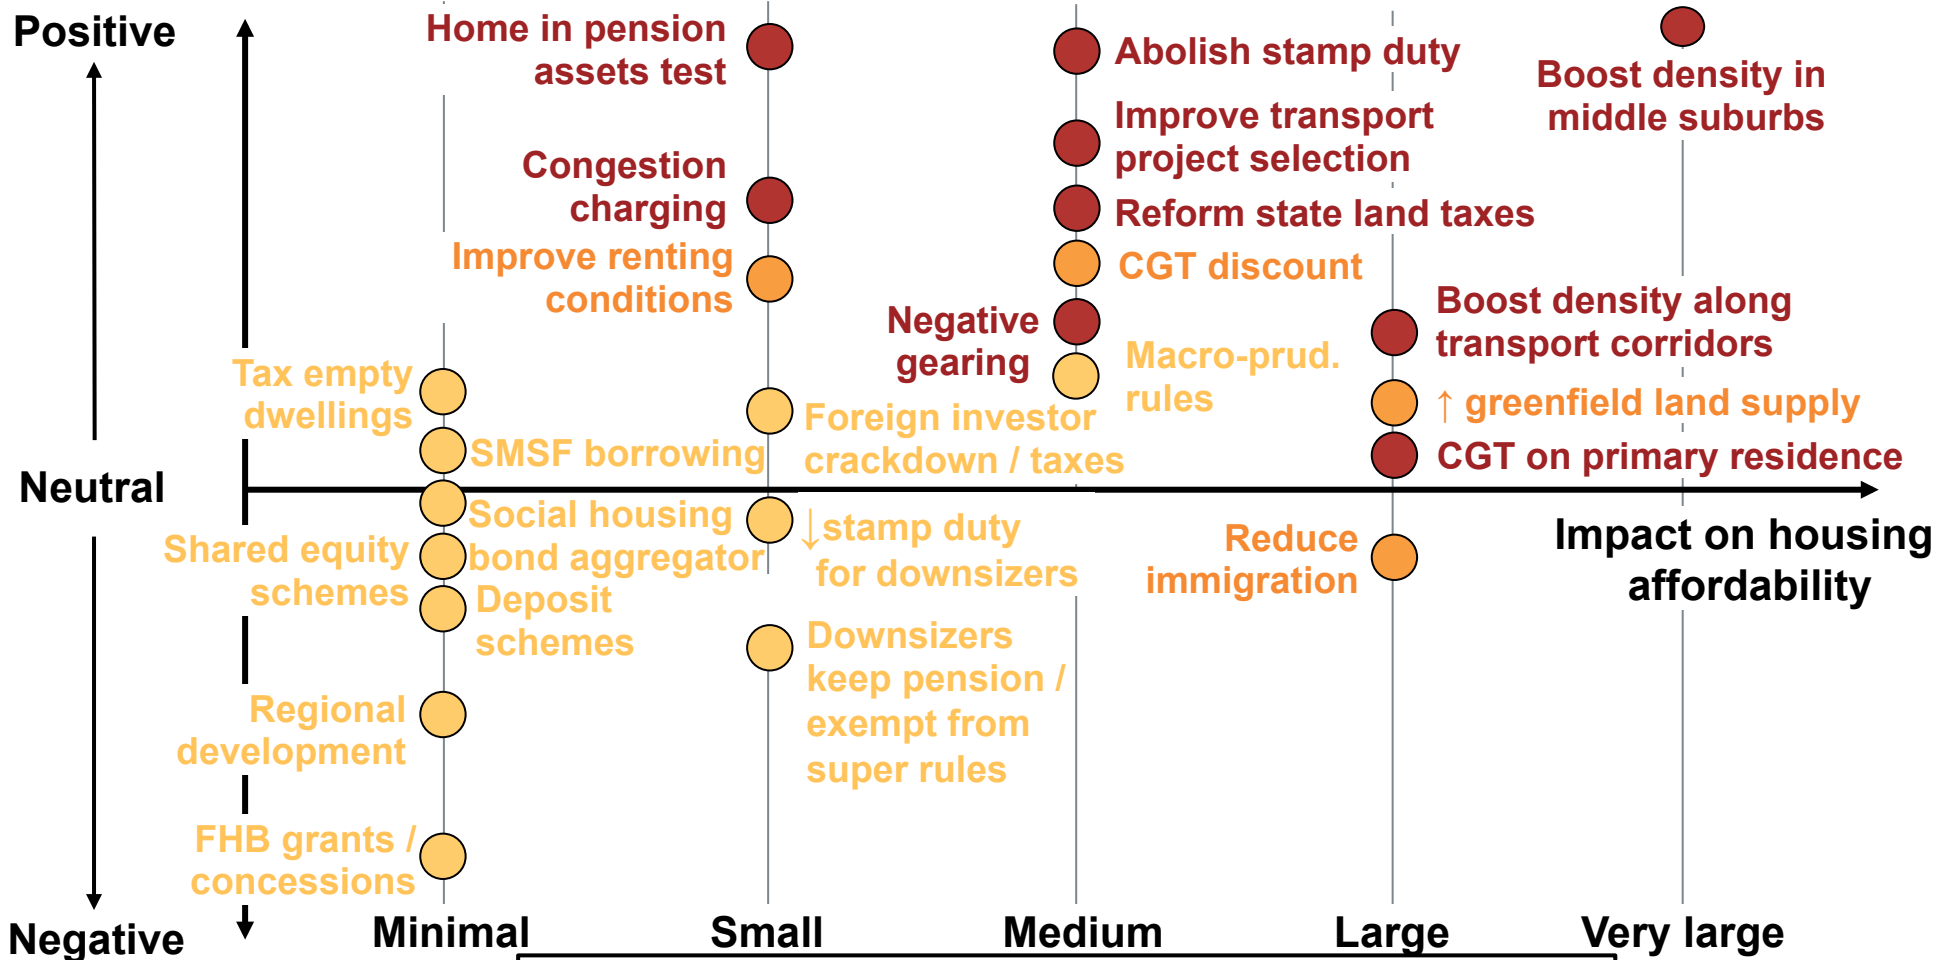 Positive
Home in pension
assets test
Abolish stamp duty
Boost density in
middle suburbs
Improve transport
project selection
Congestion
charging
Reform state land taxes
Improve renting
conditions
CGT discount
Negative
gearing
Boost density along
transport corridors
Macro-prud.
rules
Tax empty
dwellings
↑ greenfield land supply
Foreign investor
crackdown / taxes
SMSF borrowing
CGT on primary residence
Neutral
Social housing
bond aggregator
↓stamp duty
for downsizers
Reduce
immigration
Impact on housing
affordability
Shared equity
schemes
Deposit
schemes
Downsizers
keep pension /
exempt from
super rules
Regional
development
FHB grants /
concessions
Negative
Minimal
Small
Medium
Large
Very large